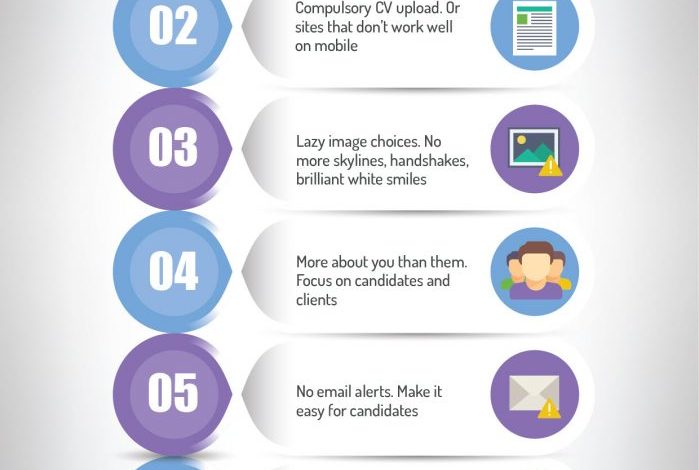 02
Compulsory CV upload. Or
sites that don't work well
on mobile
03
Lazy image choices. No
more skylines, handshakes,
brilliant white smiles
04
More about you than them.
Focus on candidates and
clients
05
No email alerts. Make it
easy for candidates